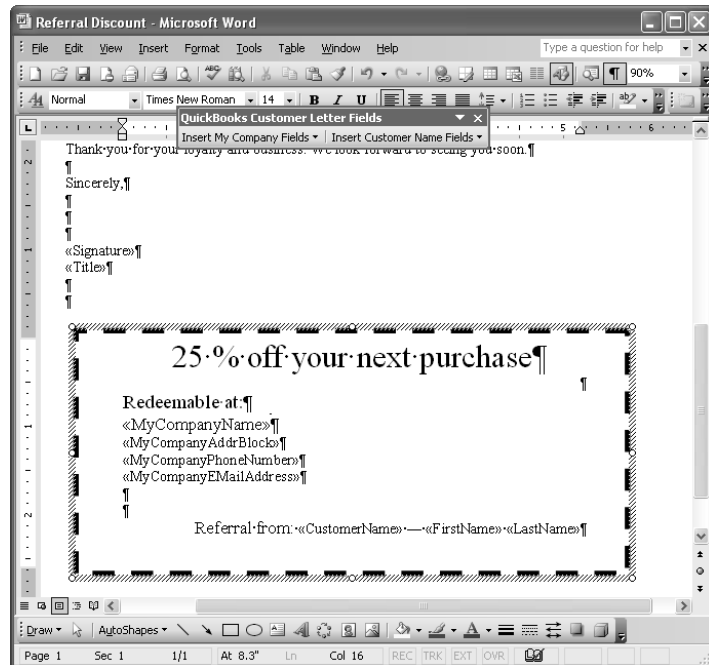 Referral Discount - Microsoft Word
File Edit View Insert Format Tools Table Window Help Type a question for help
90%
Normal Times New Roman 14 B I U
QuickBooks Customer Letter Fields
Insert My Company Fields Insert Customer Name Fields
5 6
Thank·you·for·your·loyalty·and·business.·We·look·forward·to·seeing·you·soon.¶
¶
Sincerely,¶
¶
¶
¶
«Signature»¶
«Title»¶
¶
¶
25·%·off·your·next·purchase¶
¶
Redeemable·at:¶
«MyCompanyName»¶
«MyCompanyAddrBlock»¶
«MyCompanyPhoneNumber»¶
«MyCompanyEMailAddress»¶
¶
¶
Referral·from:·«CustomerName»·—·«FirstName»·«LastName»¶
Draw AutoShapes
Page 1 Sec 1 1/1 At 8.3" Ln Col 16 REC TRK EXT OVR